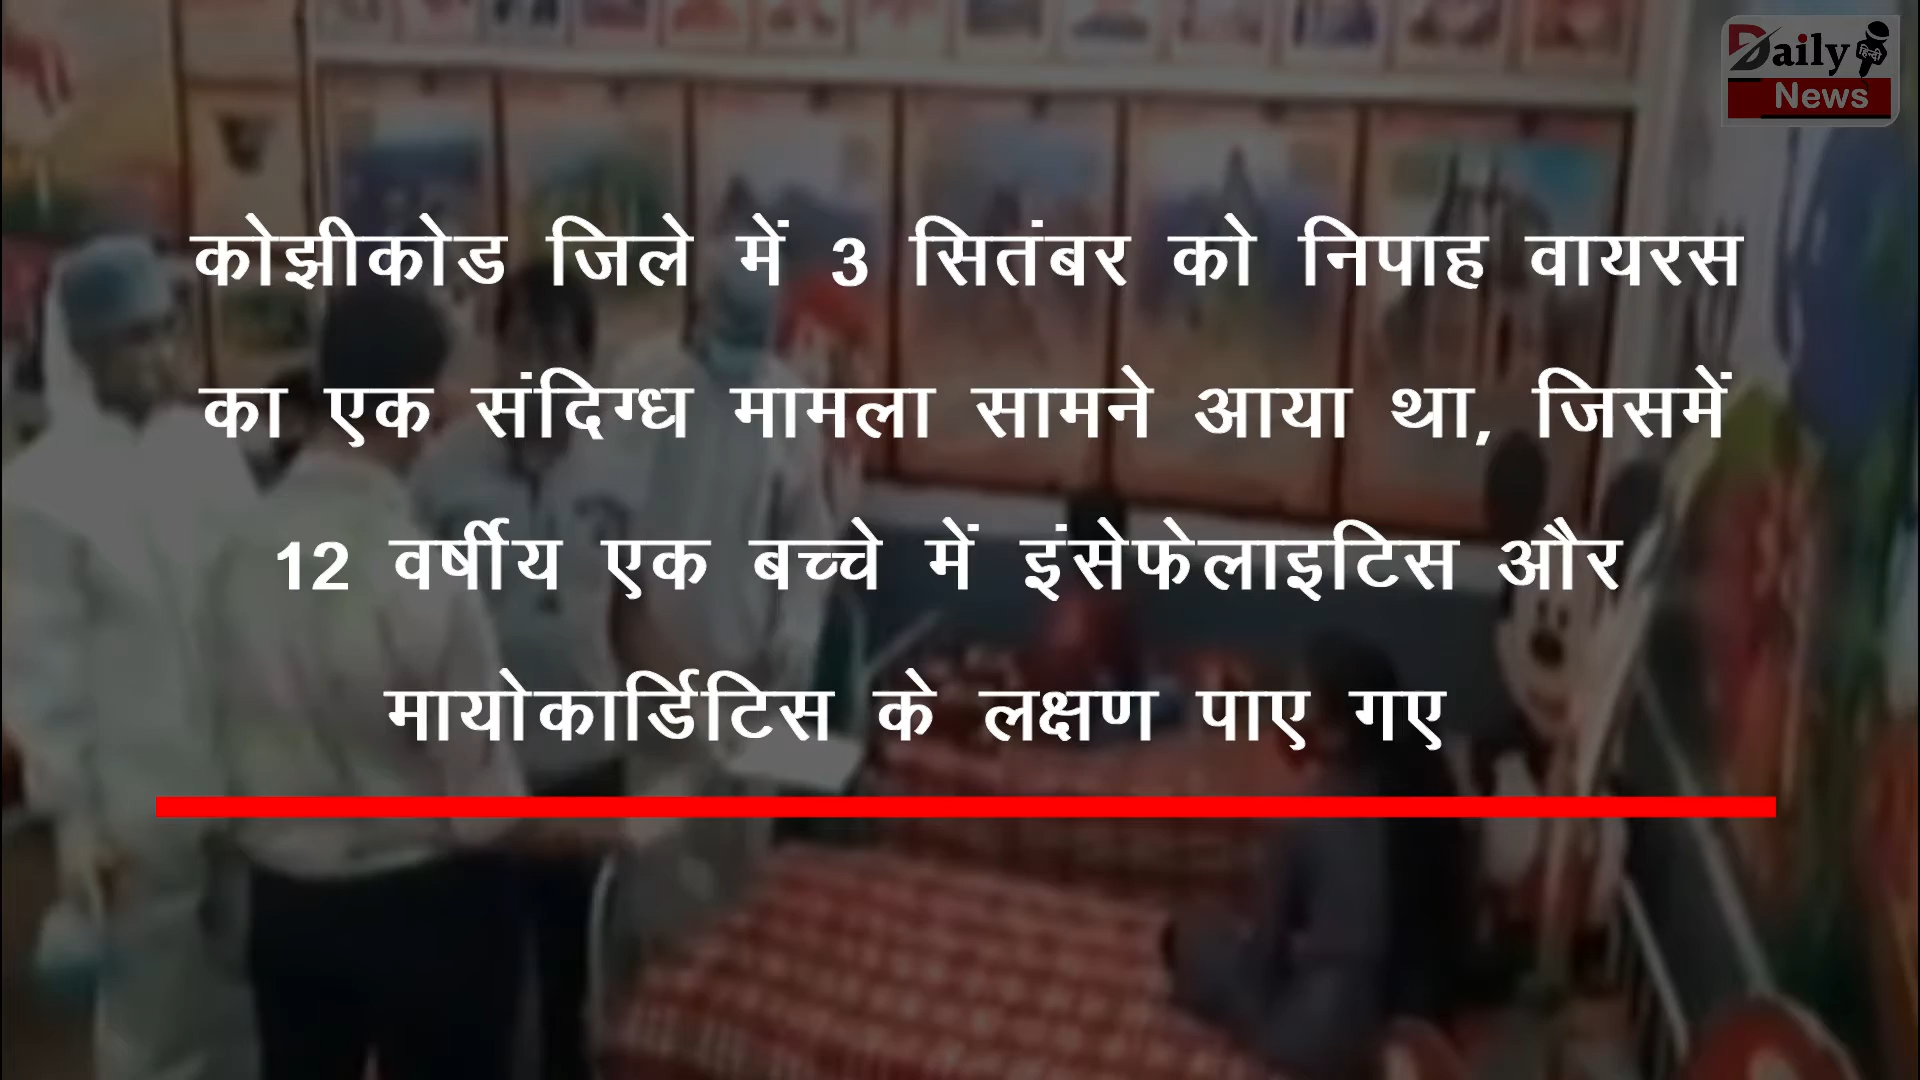 Daily
हिन्दी
News
कोझीकोड जिले में 3 सितंबर को निपाह वायरस
का एक संदिग्ध मामला सामने आया था, जिसमें
12 वर्षीय एक बच्चे में इंसेफेलाइटिस और
मायोकार्डिटिस के लक्षण पाए गए